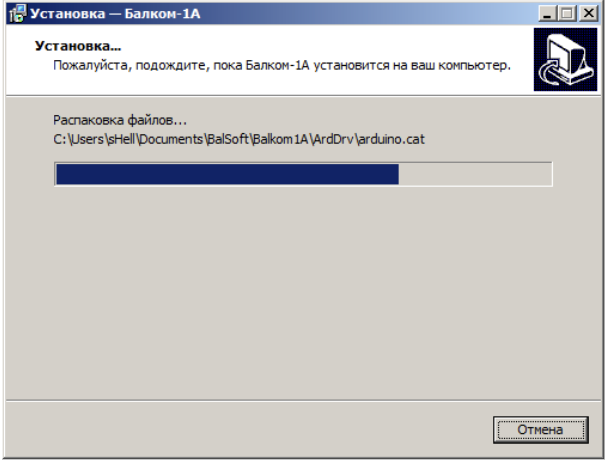 Установка — Балком-1А
Установка...
Пожалуйста, подождите, пока Балком-1А установится на ваш компьютер.
Распаковка файлов...
C:\Users\sHell\Documents\BalSoft\Balkom1A\ArdDrv\arduino.cat
Отмена